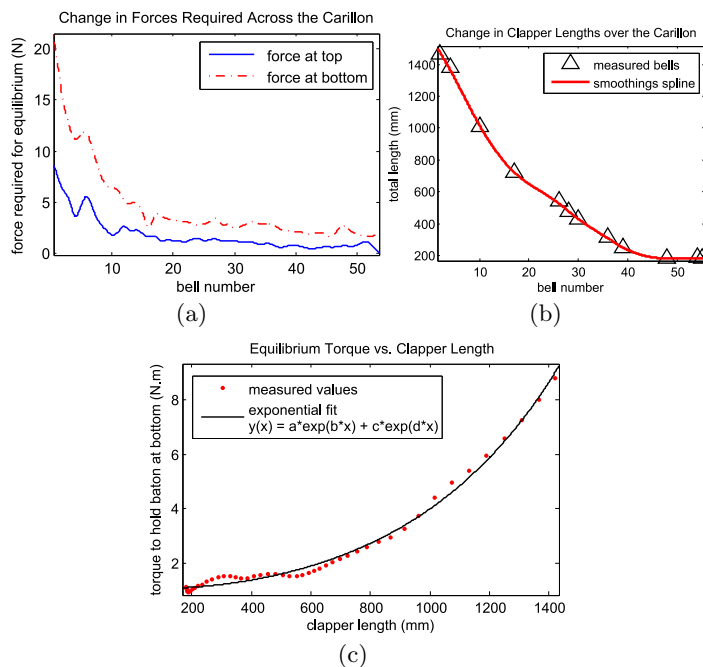 Change in Forces Required Across the Carillon
force required for equilibrium (N)
20
15
10
5
0
force at top
force at bottom
10
20
30
40
50
bell number
(a)
Change in Clapper Lengths over the Carillon
total length (mm)
1400
1200
1000
800
600
400
200
measured bells
smoothings spline
10
20
30
40
50
bell number
(b)
Equilibrium Torque vs. Clapper Length
torque to hold baton at bottom (N.m)
8
6
4
2
measured values
exponential fit
y(x) = a*exp(b*x) + c*exp(d*x)
200
400
600
800
1000
1200
1400
clapper length (mm)
(c)